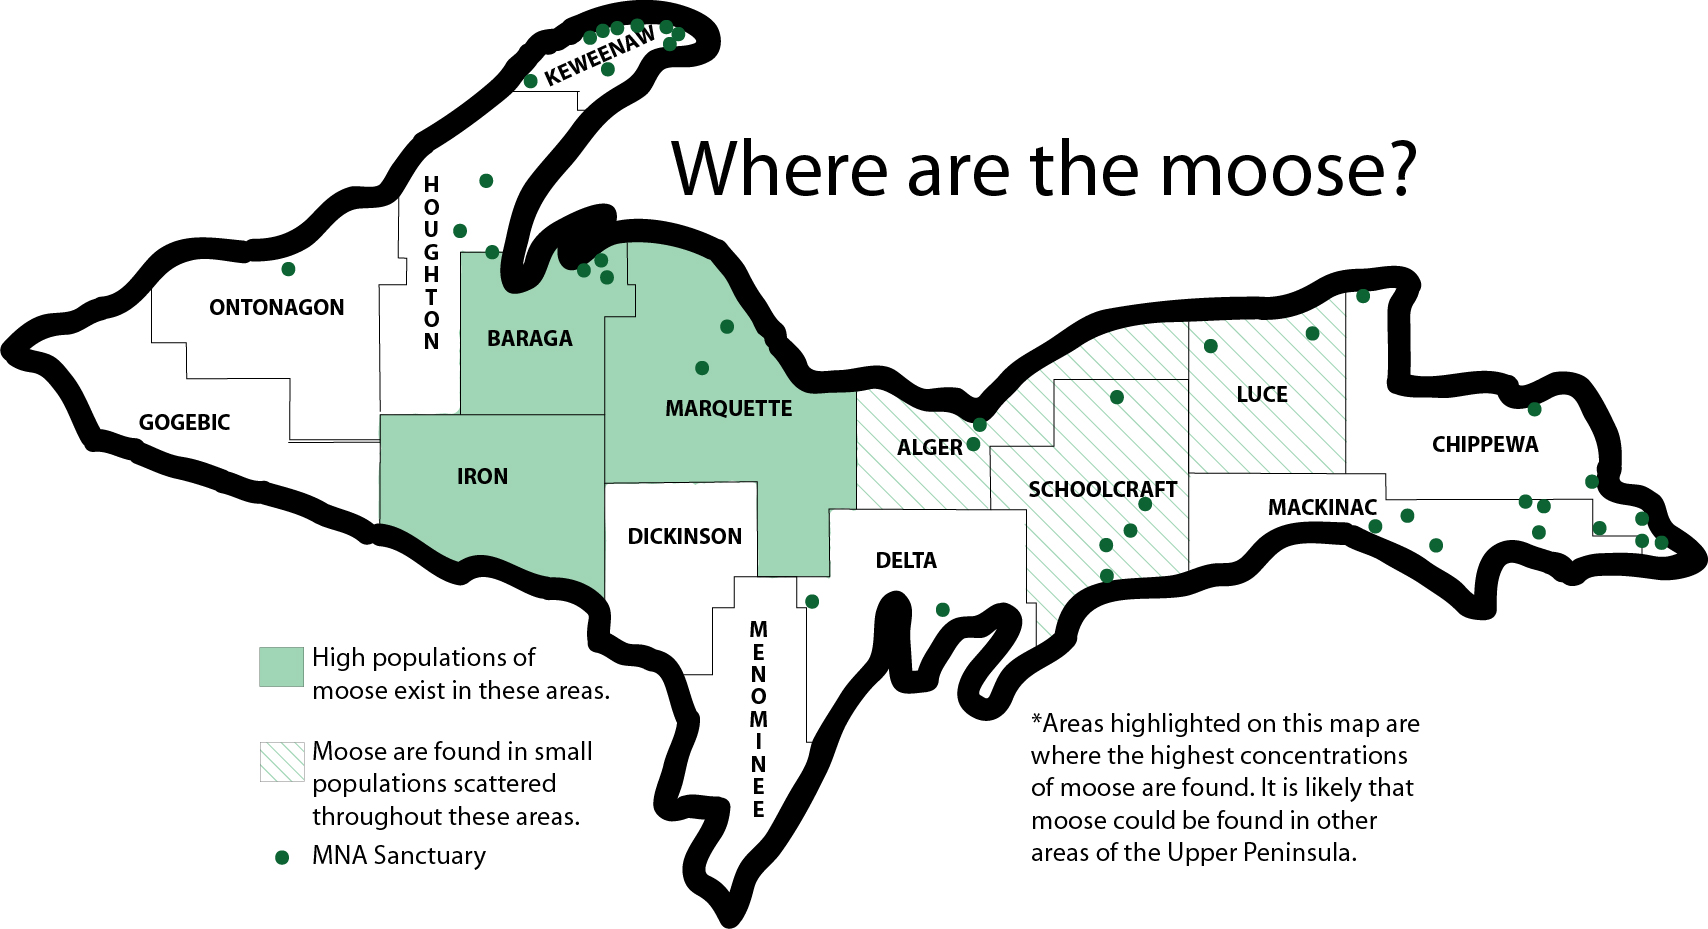 KEWEENAW
Where are the moose?
HOUGHTON
ONTONAGON
BARAGA
GOGEBIC
MARQUETTE
LUCE
ALGER
CHIPPEWA
IRON
SCHOOLCRAFT
MACKINAC
DICKINSON
DELTA
MENOMINEE
High populations of
moose exist in these areas.
Moose are found in small
populations scattered
throughout these areas.
MNA Sanctuary
*Areas highlighted on this map are
where the highest concentrations
of moose are found. It is likely that
moose could be found in other
areas of the Upper Peninsula.